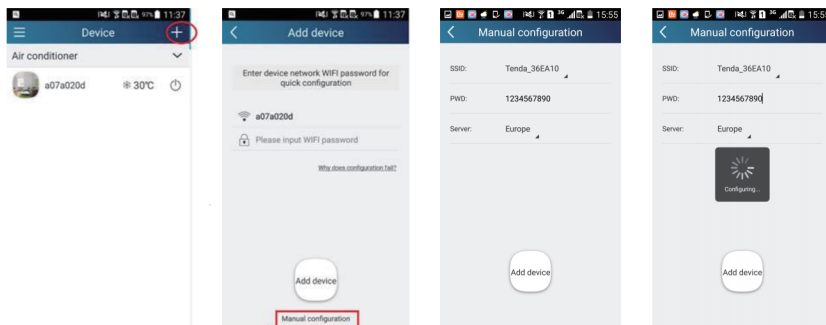 97% 11:37
Device
+
Air conditioner
a07a020d
30℃
97% 11:37
Add device
Enter device network WIFI password for
quick configuration
a07a020d
Please input WIFI password
Why does configuration fail?
Add device
Manual configuration
15:55
Manual configuration
SSID: Tenda_36EA10
PWD: 1234567890
Server: Europe
Add device
15:55
Manual configuration
SSID: Tenda_36EA10
PWD: 1234567890
Server: Europe
Configuring...
Add device